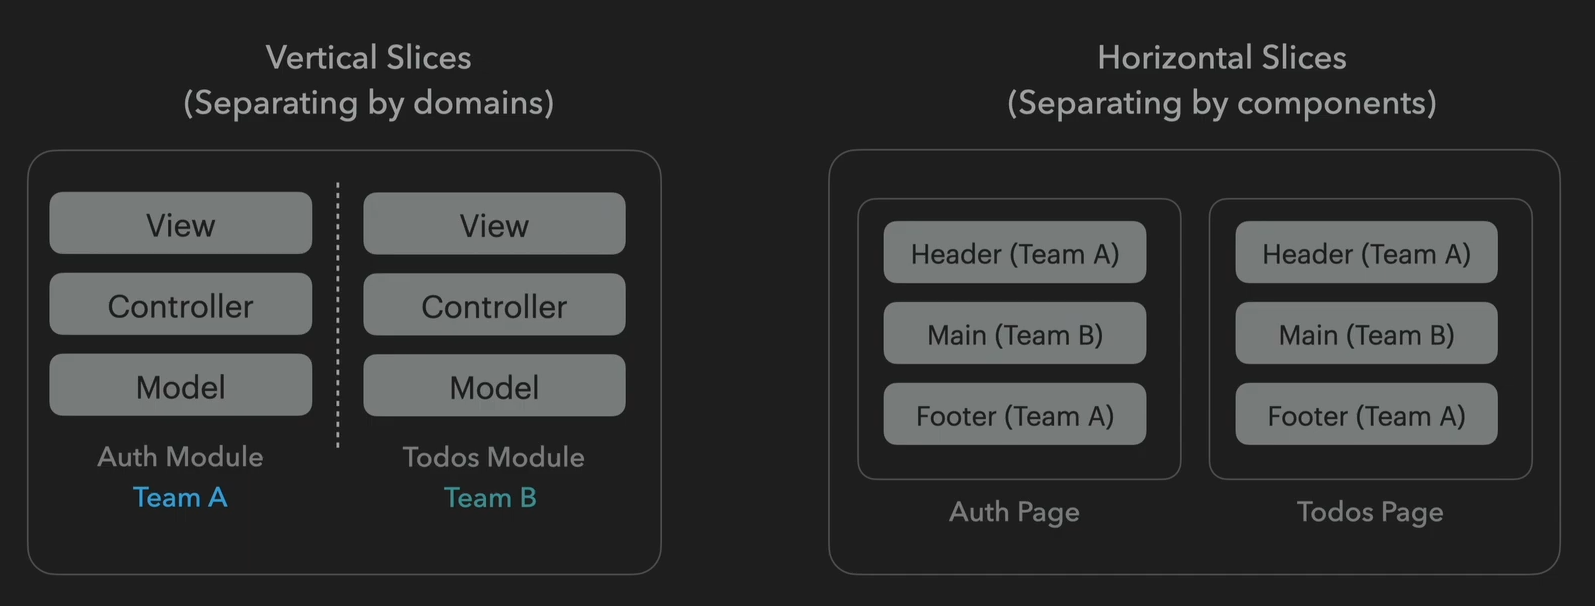 Vertical Slices
(Separating by domains)
View
Controller
Model
Auth Module
Team A
View
Controller
Model
Todos Module
Team B
Horizontal Slices
(Separating by components)
Header (Team A)
Main (Team B)
Footer (Team A)
Auth Page
Header (Team A)
Main (Team B)
Footer (Team A)
Todos Page